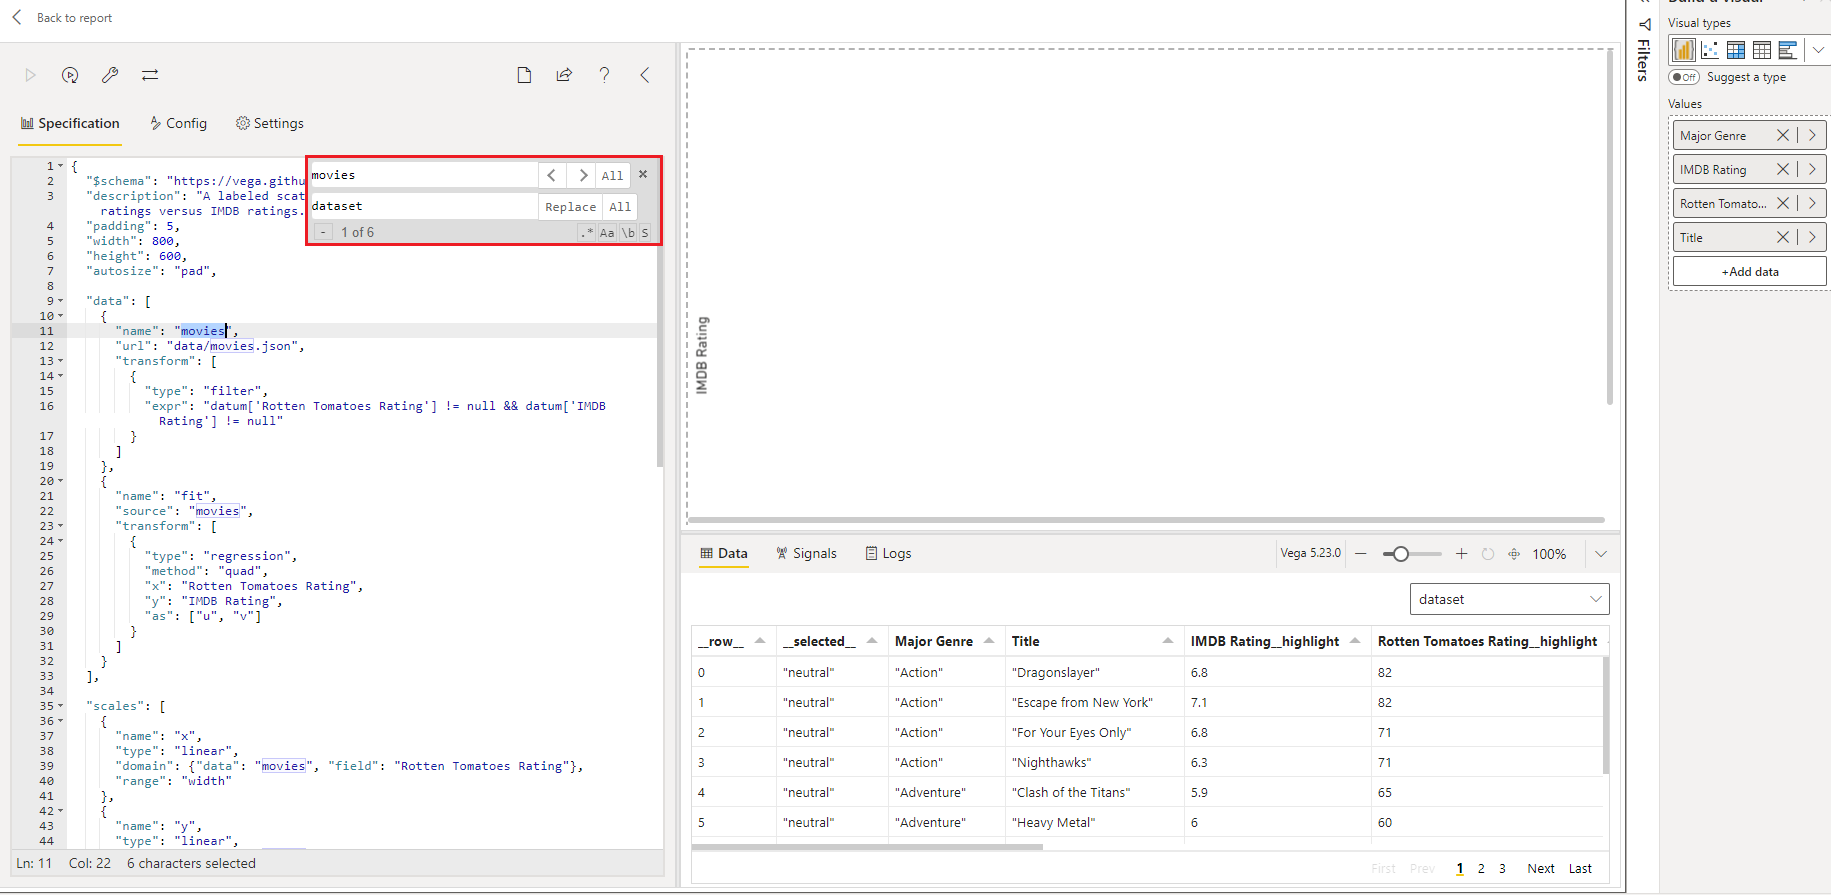 Back to report
Specification
Config
Settings
1 {
2 "$schema": "https://vega.githu
3 "description": "A labeled scat
ratings versus IMDB ratings.
4 "padding": 5,
5 "width": 800,
6 "height": 600,
7 "autosize": "pad",
8
9 "data": [
10 {
11 "name": "movies",
12 "url": "data/movies.json",
13 "transform": [
14 {
15 "type": "filter",
16 "expr": "datum['Rotten Tomatoes Rating'] != null && datum['IMDB
Rating'] != null"
17 }
18 ]
19 },
20 {
21 "name": "fit",
22 "source": "movies",
23 "transform": [
24 {
25 "type": "regression",
26 "method": "quad",
27 "x": "Rotten Tomatoes Rating",
28 "y": "IMDB Rating",
29 "as": ["u", "v"]
30 }
31 ]
32 }
33 ],
34
35 "scales": [
36 {
37 "name": "x",
38 "type": "linear",
39 "domain": {"data": "movies", "field": "Rotten Tomatoes Rating"},
40 "range": "width"
41 },
42 {
43 "name": "y",
44 "type": "linear",
Ln: 11 Col: 22 6 characters selected
movies All
dataset Replace All
- 1 of 6 .* Aa \b S
IMDB Rating
Data Signals Logs
Vega 5.23.0 100%
dataset
__row__ __selected__ Major Genre Title IMDB Rating__highlight Rotten Tomatoes Rating__highlight
0 "neutral" "Action" "Dragonslayer" 6.8 82
1 "neutral" "Action" "Escape from New York" 7.1 82
2 "neutral" "Action" "For Your Eyes Only" 6.8 71
3 "neutral" "Action" "Nighthawks" 6.3 71
4 "neutral" "Adventure" "Clash of the Titans" 5.9 65
5 "neutral" "Adventure" "Heavy Metal" 6 60
First Prev 1 2 3 Next Last
Filters
Visual types
Off Suggest a type
Values
Major Genre
IMDB Rating
Rotten Tomato...
Title
+Add data